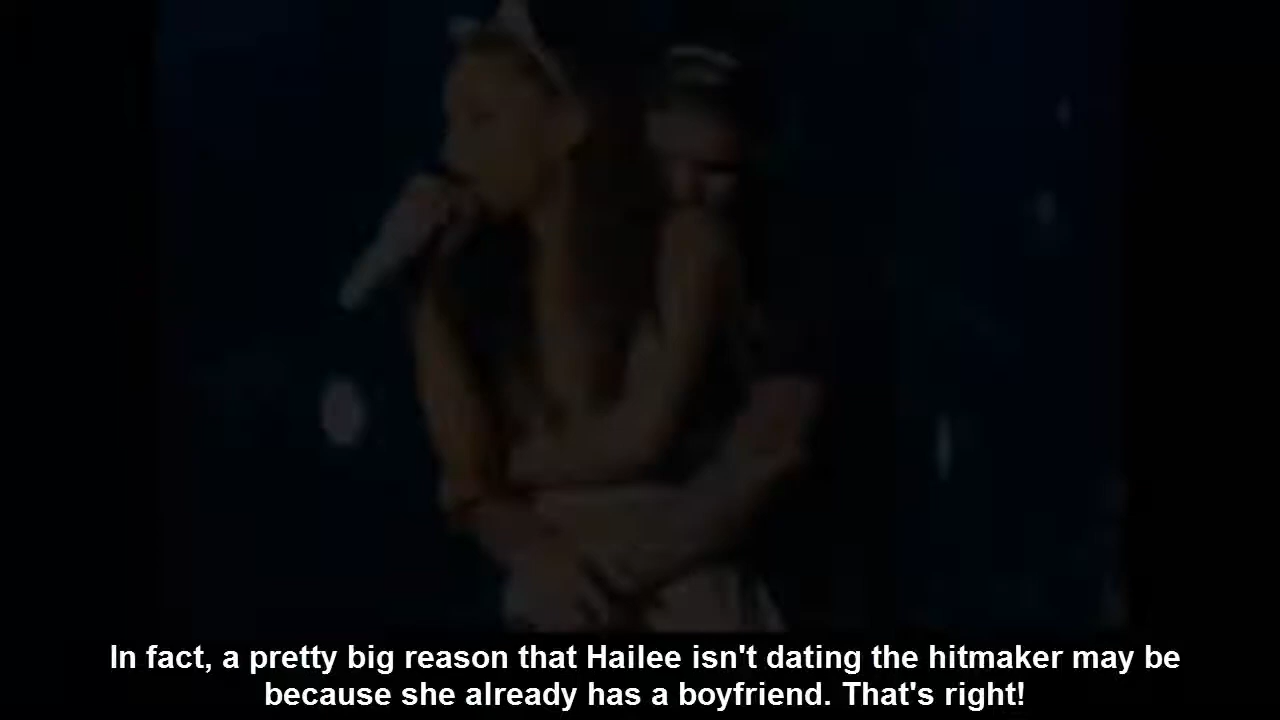 In fact, a pretty big reason that Hailee isn't dating the hitmaker may be
because she already has a boyfriend. That's right!